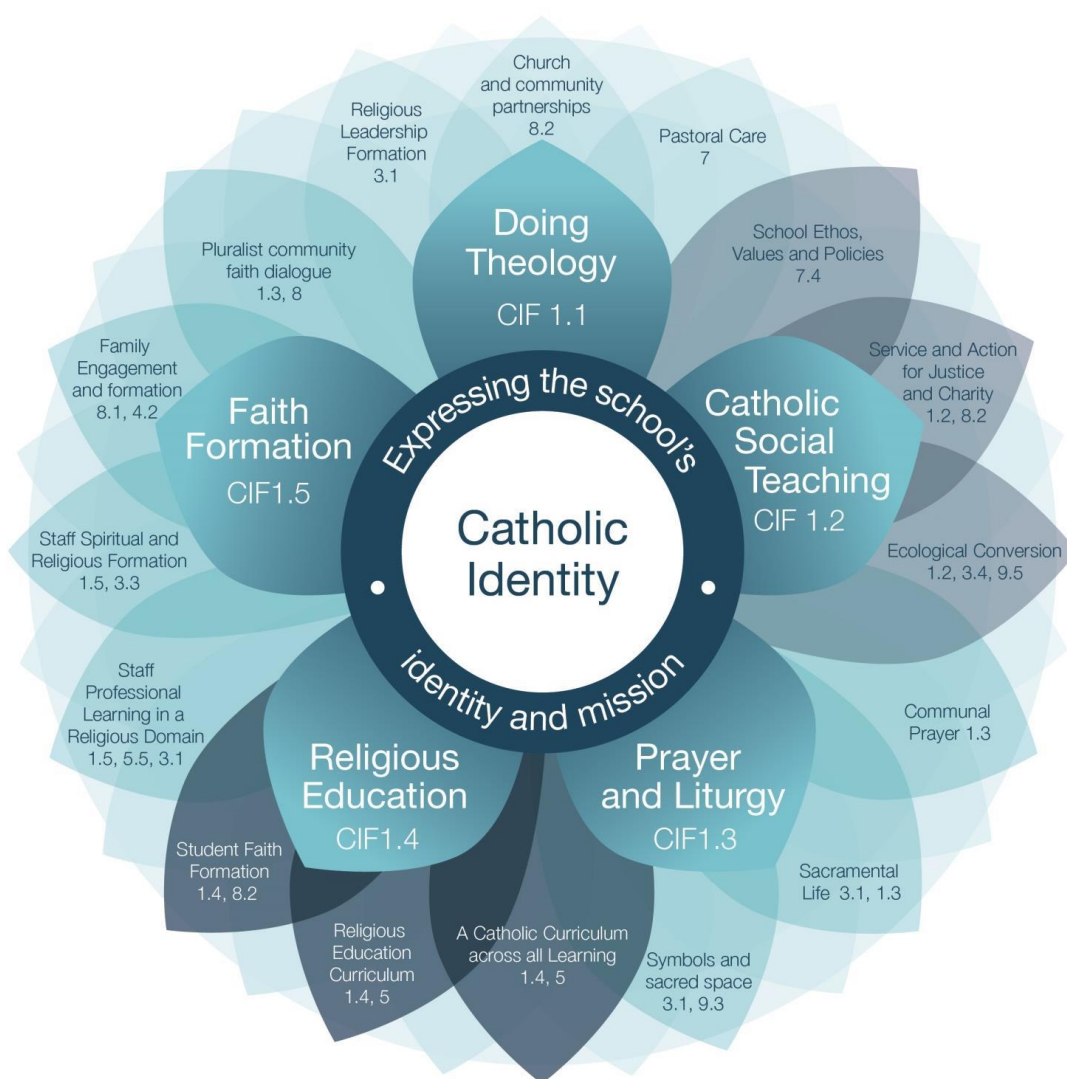 Church
and community
partnerships
8.2
Religious
Leadership
Formation
3.1
Pastoral Care
7
Doing
Theology
CIF 1.1
School Ethos,
Values and Policies
7.4
Pluralist community
faith dialogue
1.3, 8
Family
Engagement
and formation
8.1, 4.2
Service and Action
for Justice
and Charity
1.2, 8.2
Faith
Formation
CIF1.5
Expressing the school's
identity and mission
Catholic
Identity
Catholic
Social
Teaching
CIF 1.2
Staff Spiritual and
Religious Formation
1.5, 3.3
Ecological Conversion
1.2, 3.4, 9.5
Staff
Professional
Learning in a
Religious Domain
1.5, 5.5, 3.1
Communal
Prayer 1.3
Religious
Education
CIF1.4
Prayer
and Liturgy
CIF1.3
Student Faith
Formation
1.4, 8.2
Sacramental
Life 3.1, 1.3
Religious
Education
Curriculum
1.4, 5
A Catholic Curriculum
across all Learning
1.4, 5
Symbols and
sacred space
3.1, 9.3